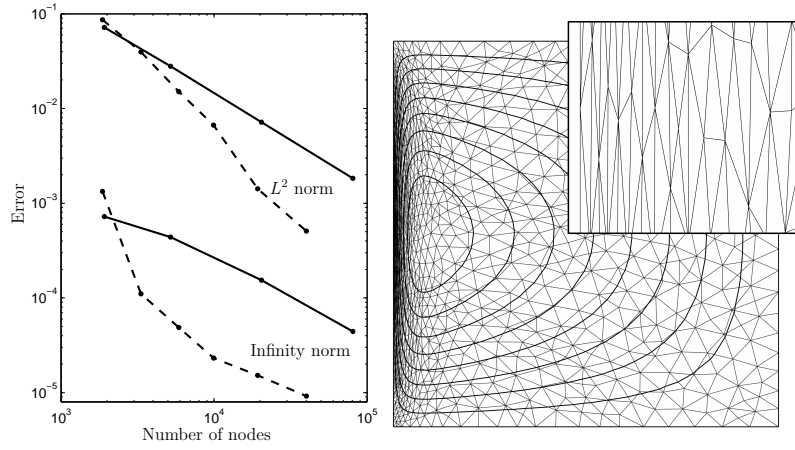 10^{-1}
10^{-2}
10^{-3}
10^{-4}
10^{-5}
Error
L^2 norm
Infinity norm
10^3
10^4
10^5
Number of nodes